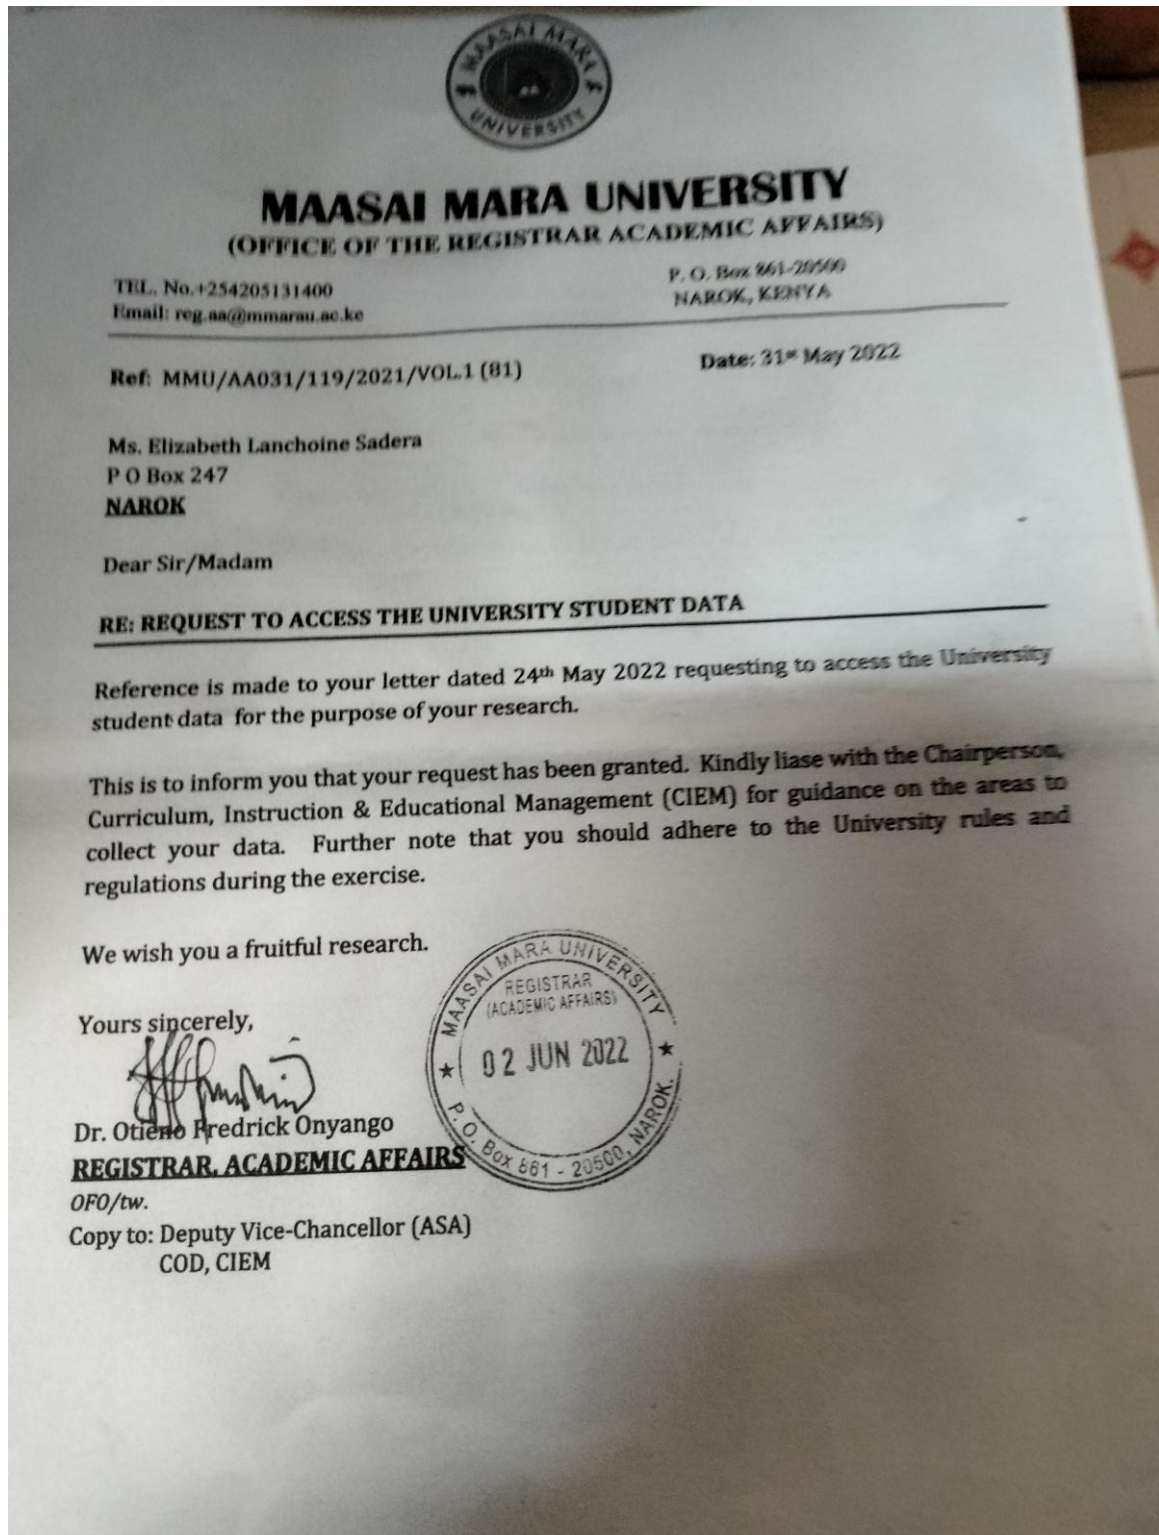 MAASAI MARA
UNIVERSITY
MAASAI MARA UNIVERSITY
(OFFICE OF THE REGISTRAR ACADEMIC AFFAIRS)
TEL. No.+254205131400
Email: reg.aa@mmarau.ac.ke
P. O. Box 861-20500
NAROK, KENYA
Ref: MMU/AA031/119/2021/VOL.1 (81)
Date: 31st May 2022
Ms. Elizabeth Lanchoine Sadera
P O Box 247
NAROK
Dear Sir/Madam
RE: REQUEST TO ACCESS THE UNIVERSITY STUDENT DATA
Reference is made to your letter dated 24th May 2022 requesting to access the University
student data for the purpose of your research.
This is to inform you that your request has been granted. Kindly liase with the Chairperson,
Curriculum, Instruction & Educational Management (CIEM) for guidance on the areas to
collect your data. Further note that you should adhere to the University rules and
regulations during the exercise.
We wish you a fruitful research.
Yours sincerely,
Dr. Otieno Fredrick Onyango
REGISTRAR, ACADEMIC AFFAIRS
OFO/tw.
Copy to: Deputy Vice-Chancellor (ASA)
COD, CIEM
MAASAI MARA UNIVERSITY
REGISTRAR
(ACADEMIC AFFAIRS)
02 JUN 2022
P. O. Box 861 - 20500, NAROK.